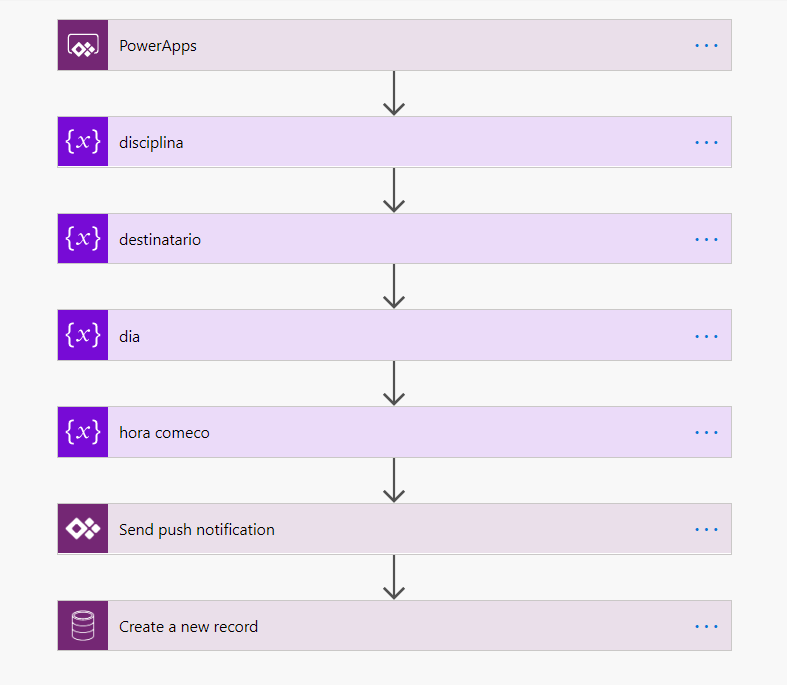 PowerApps
{x} disciplina
{x} destinatario
{x} dia
{x} hora comeco
Send push notification
Create a new record